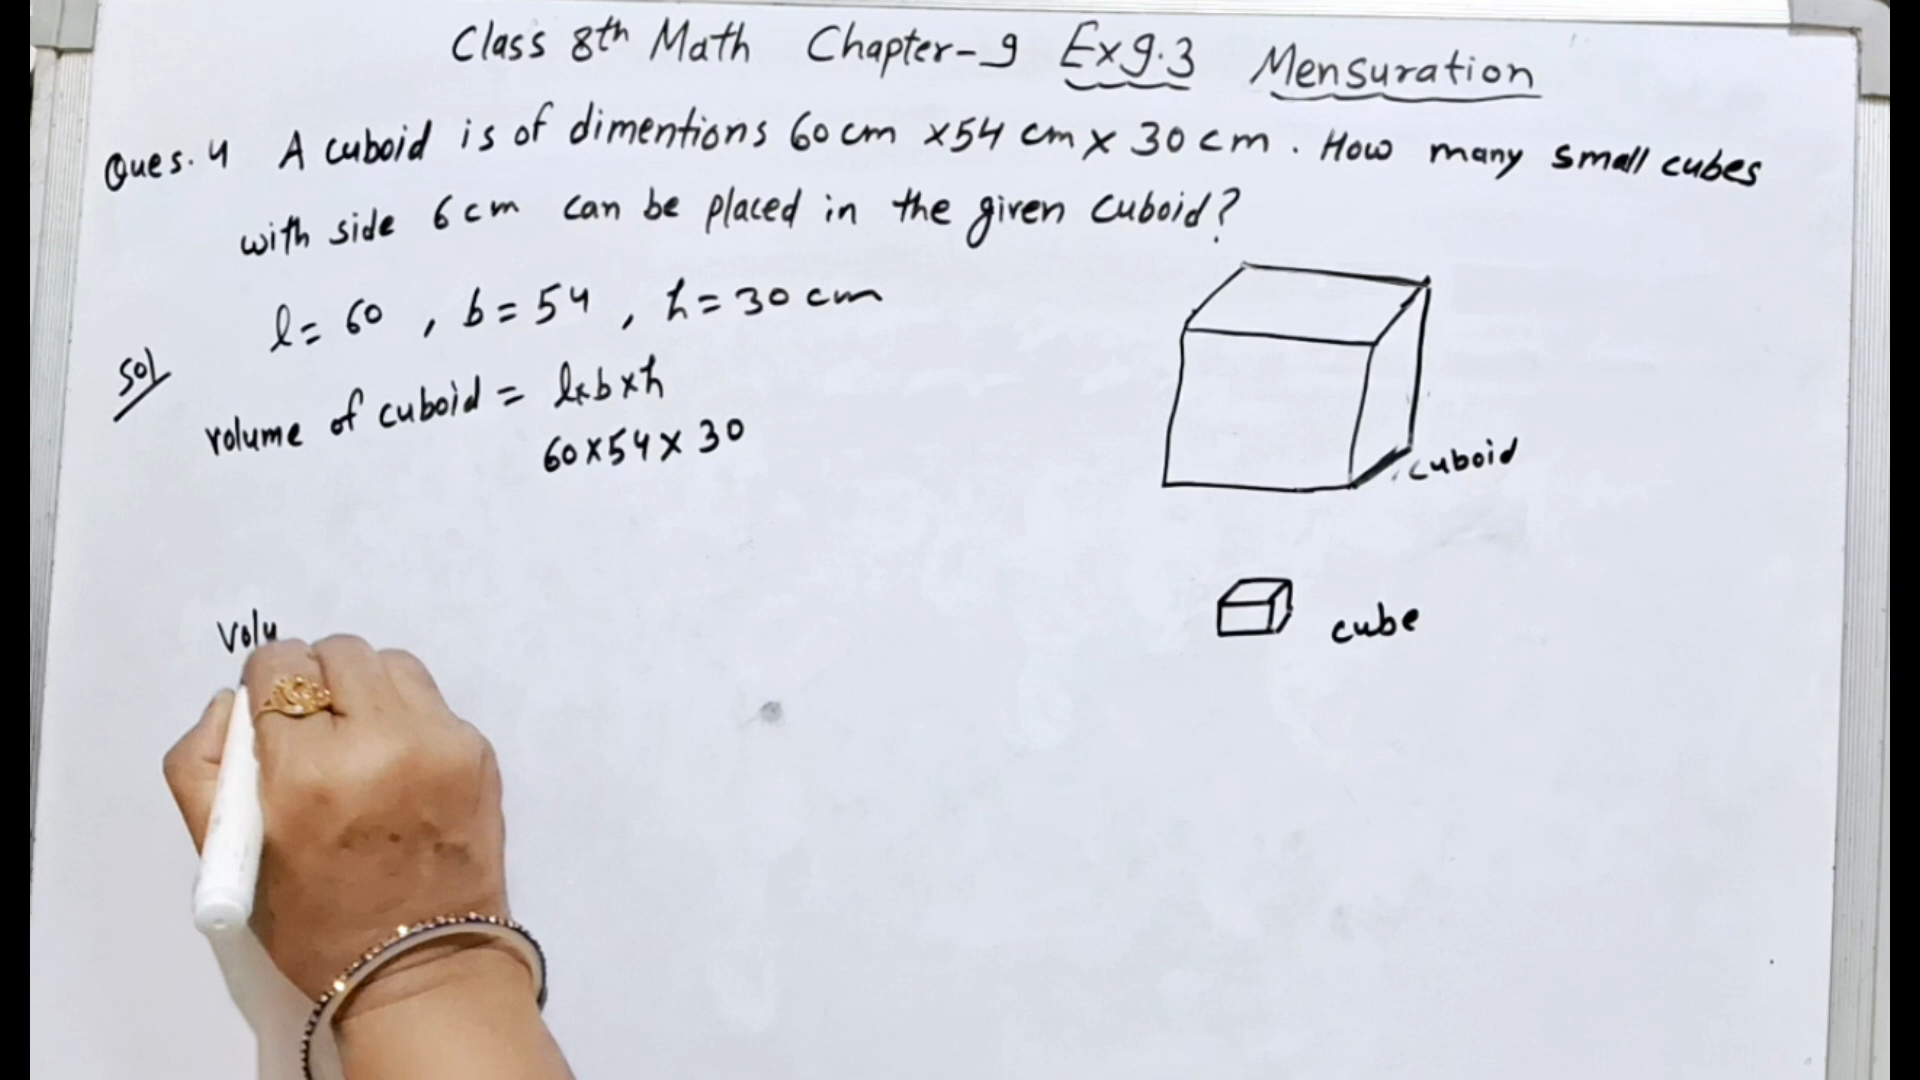 Class 8th Math Chapter-9 Ex9.3 Mensuration
Ques. 4 A cuboid is of dimentions 60 cm x 54 cm x 30 cm. How many small cubes
with side 6 cm can be placed in the given cuboid?
l = 60 , b = 54 , h = 30 cm
Sol
volume of cuboid = l x b x h
60 x 54 x 30
cuboid
cube
Volu